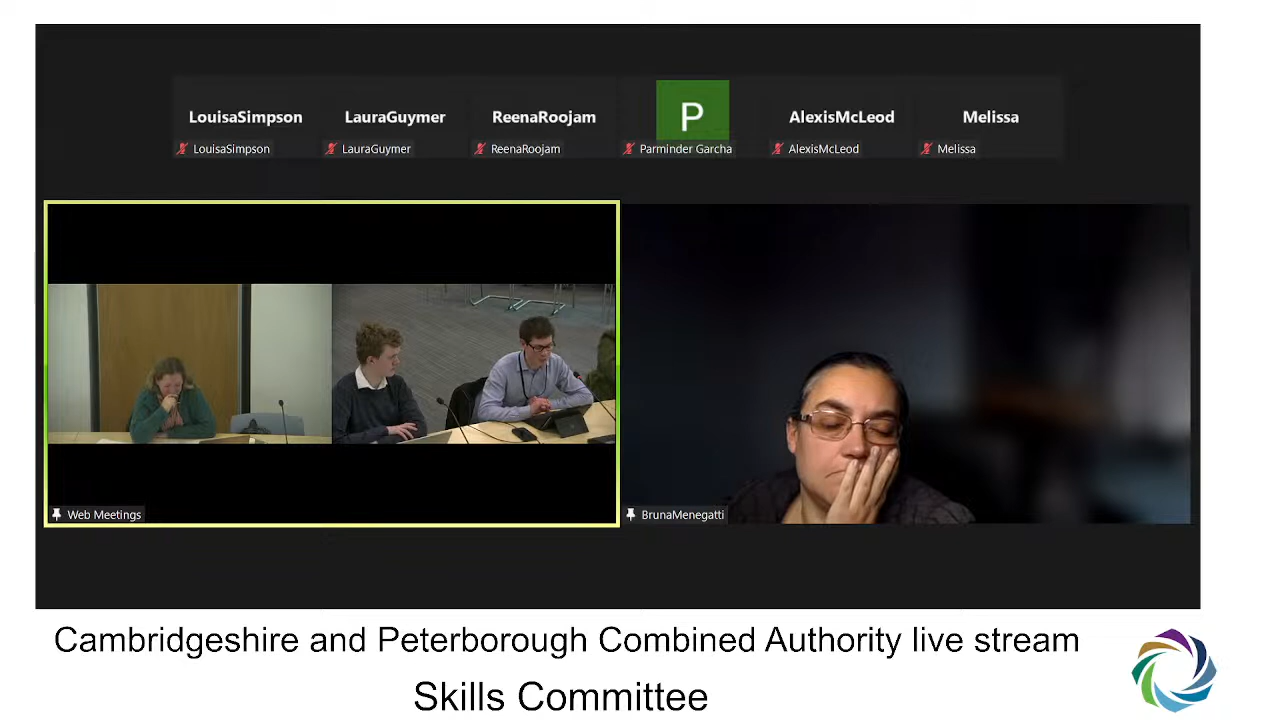 LouisaSimpson
LauraGuymer
ReenaRoojam
P
AlexisMcLeod
Melissa
LouisaSimpson
LauraGuymer
ReenaRoojam
Parminder Garcha
AlexisMcLeod
Melissa
Web Meetings
BrunaMenegatti
Cambridgeshire and Peterborough Combined Authority live stream
Skills Committee